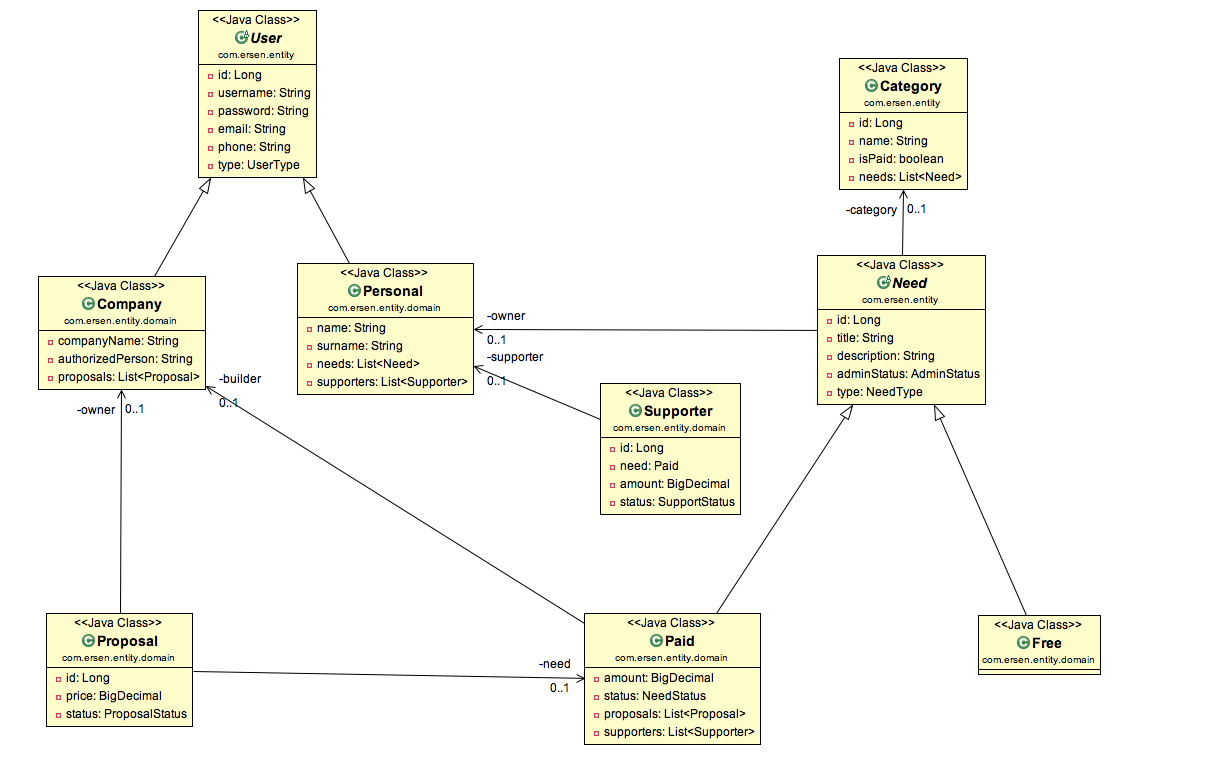 <<Java Class>>
User
com.ersen.entity
id: Long
username: String
password: String
email: String
phone: String
type: UserType
<<Java Class>>
Category
com.ersen.entity
id: Long
name: String
isPaid: boolean
needs: List<Need>
-category 0..1
<<Java Class>>
Company
com.ersen.entity.domain
companyName: String
authorizedPerson: String
proposals: List<Proposal>
<<Java Class>>
Personal
com.ersen.entity.domain
name: String
surname: String
needs: List<Need>
supporters: List<Supporter>
<<Java Class>>
Need
com.ersen.entity
id: Long
title: String
description: String
adminStatus: AdminStatus
type: NeedType
-owner
0..1
-supporter
0..1
-builder
0..1
-owner 0..1
<<Java Class>>
Supporter
com.ersen.entity.domain
id: Long
need: Paid
amount: BigDecimal
status: SupportStatus
<<Java Class>>
Proposal
com.ersen.entity.domain
id: Long
price: BigDecimal
status: ProposalStatus
-need
0..1
<<Java Class>>
Paid
com.ersen.entity.domain
amount: BigDecimal
status: NeedStatus
proposals: List<Proposal>
supporters: List<Supporter>
<<Java Class>>
Free
com.ersen.entity.domain